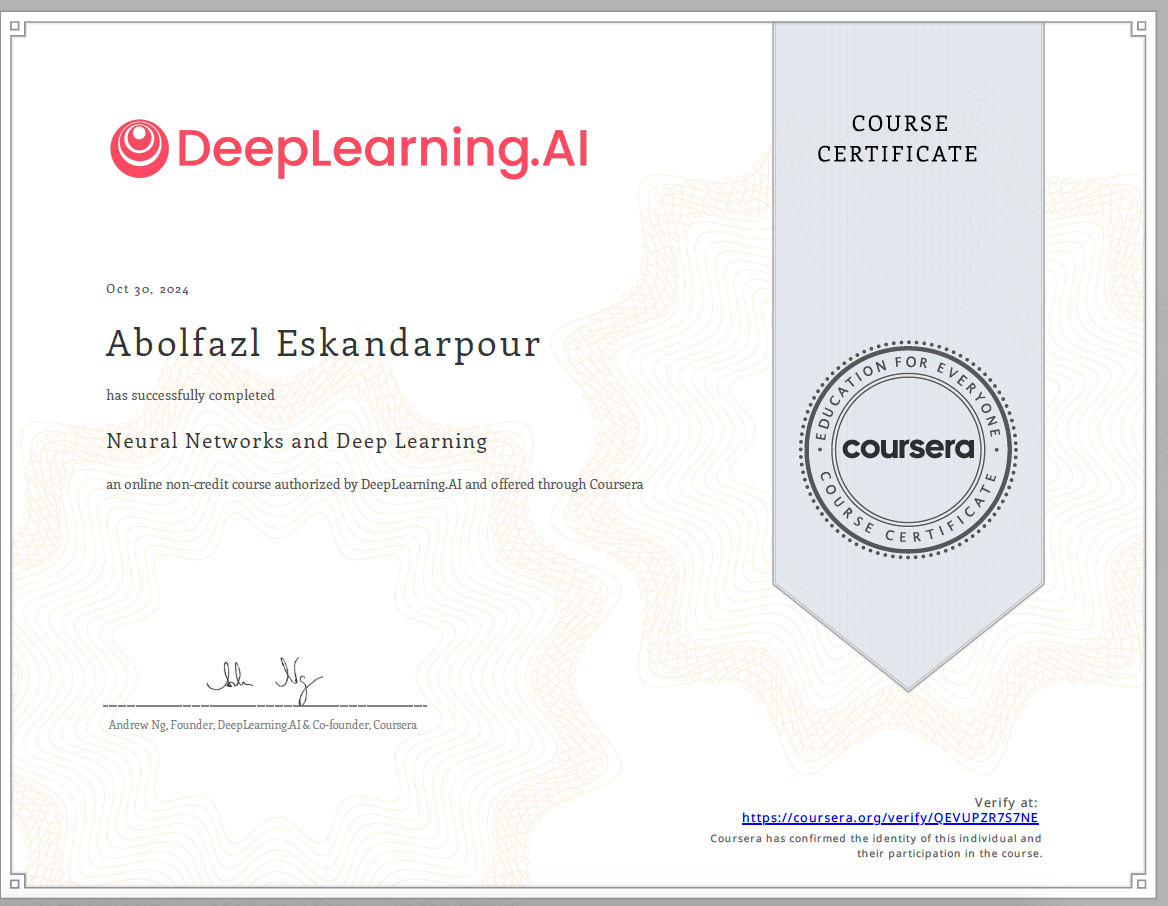 DeepLearning.AI
COURSE
CERTIFICATE
Oct 30, 2024
Abolfazl Eskandarpour
has successfully completed
Neural Networks and Deep Learning
an online non-credit course authorized by DeepLearning.AI and offered through Coursera
EDUCATION FOR EVERYONE
coursera
COURSE CERTIFICATE
Andrew Ng, Founder, DeepLearning.AI & Co-founder, Coursera
Verify at:
https://coursera.org/verify/QEVUPZR7S7NE
Coursera has confirmed the identity of this individual and
their participation in the course.